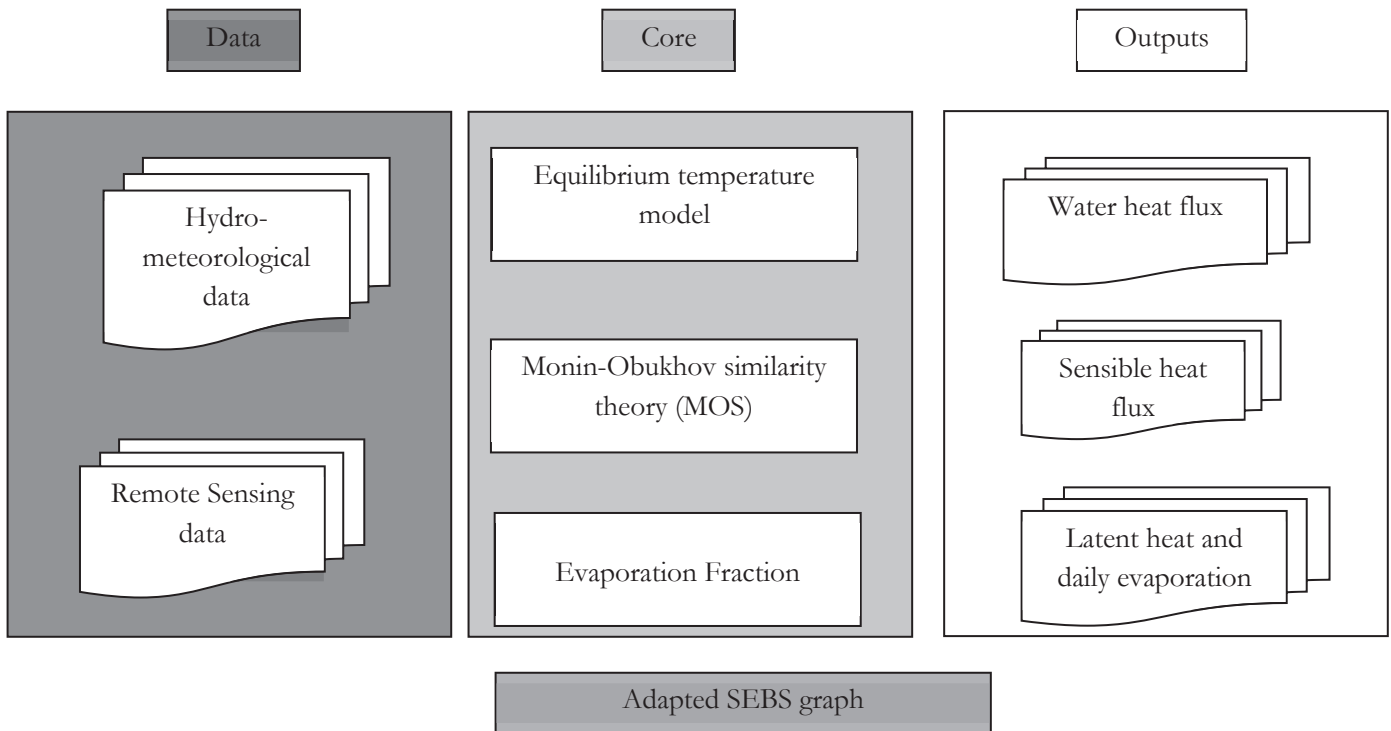 Data
Core
Outputs
Hydro-
meteorological
data
Remote Sensing
data
Equilibrium temperature
model
Monin-Obukhov similarity
theory (MOS)
Evaporation Fraction
Water heat flux
Sensible heat
flux
Latent heat and
daily evaporation
Adapted SEBS graph